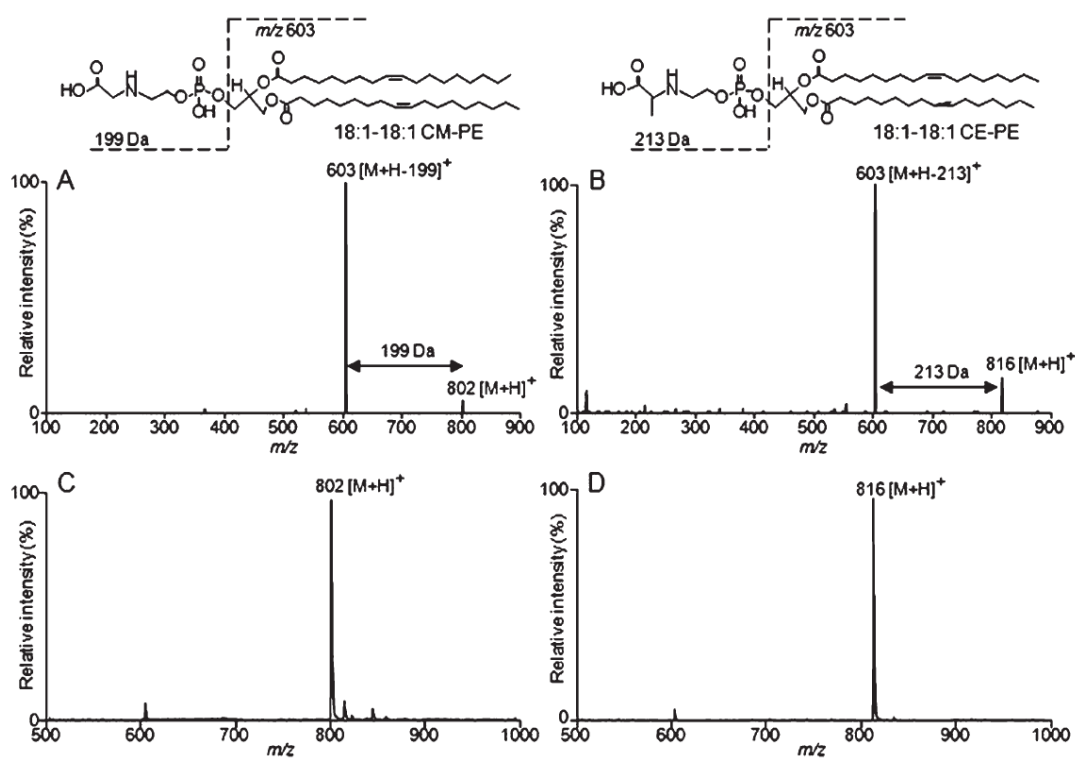 m/z 603
m/z 603
O
O
O
O
H
N
O
P
O
H
O
HO
OH
O
O
H
N
O
P
O
H
O
HO
OH
O
O
199 Da
18:1-18:1 CM-PE
213 Da
18:1-18:1 CE-PE
A
603 [M+H-199]+
100
Relative intensity (%)
199 Da
802 [M+H]+
0
100 200 300 400 500 600 700 800 900
m/z
B
603 [M+H-213]+
100
Relative intensity (%)
213 Da
816 [M+H]+
0
100 200 300 400 500 600 700 800 900
m/z
C
802 [M+H]+
100
Relative intensity (%)
0
500 600 700 800 900 1000
m/z
D
816 [M+H]+
100
Relative intensity (%)
0
500 600 700 800 900 1000
m/z